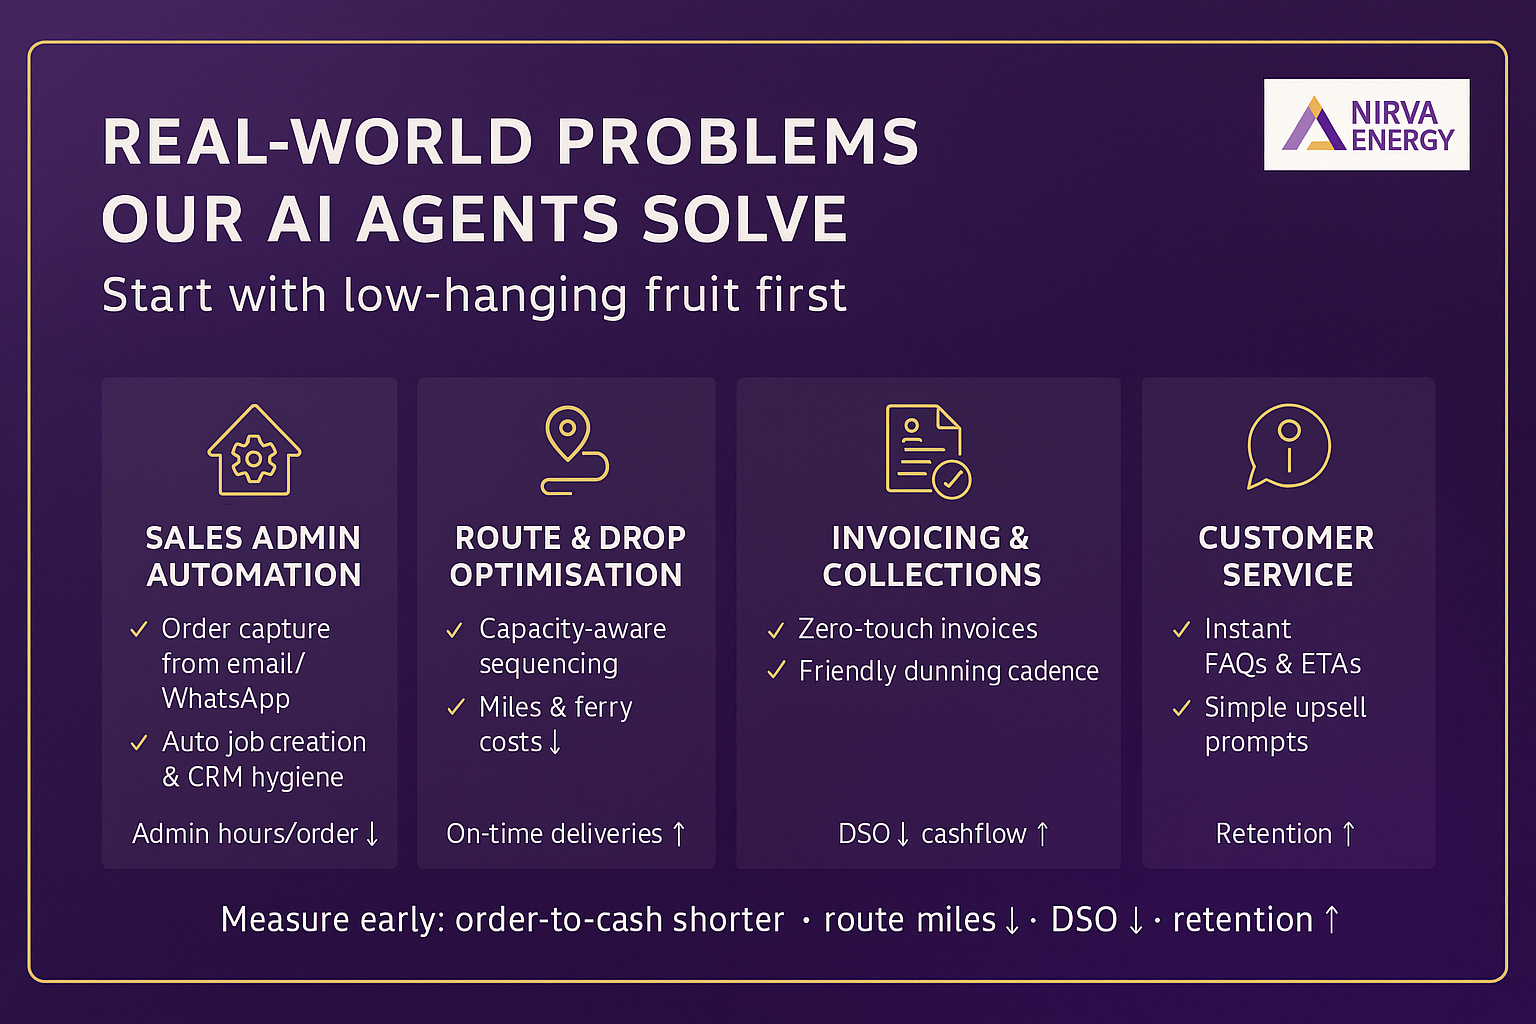 REAL-WORLD PROBLEMS
OUR AI AGENTS SOLVE
Start with low-hanging fruit first
NIRVA
ENERGY
SALES ADMIN
AUTOMATION
✓ Order capture
from email/
WhatsApp
✓ Auto job creation
& CRM hygiene
Admin hours/order ↓
ROUTE & DROP
OPTIMISATION
✓ Capacity-aware
sequencing
✓ Miles & ferry
costs ↓
On-time deliveries ↑
INVOICING &
COLLECTIONS
✓ Zero-touch invoices
✓ Friendly dunning cadence
DSO ↓ cashflow ↑
CUSTOMER
SERVICE
✓ Instant
FAQs & ETAs
✓ Simple upsell
prompts
Retention ↑
Measure early: order-to-cash shorter · route miles ↓ · DSO ↓ · retention ↑